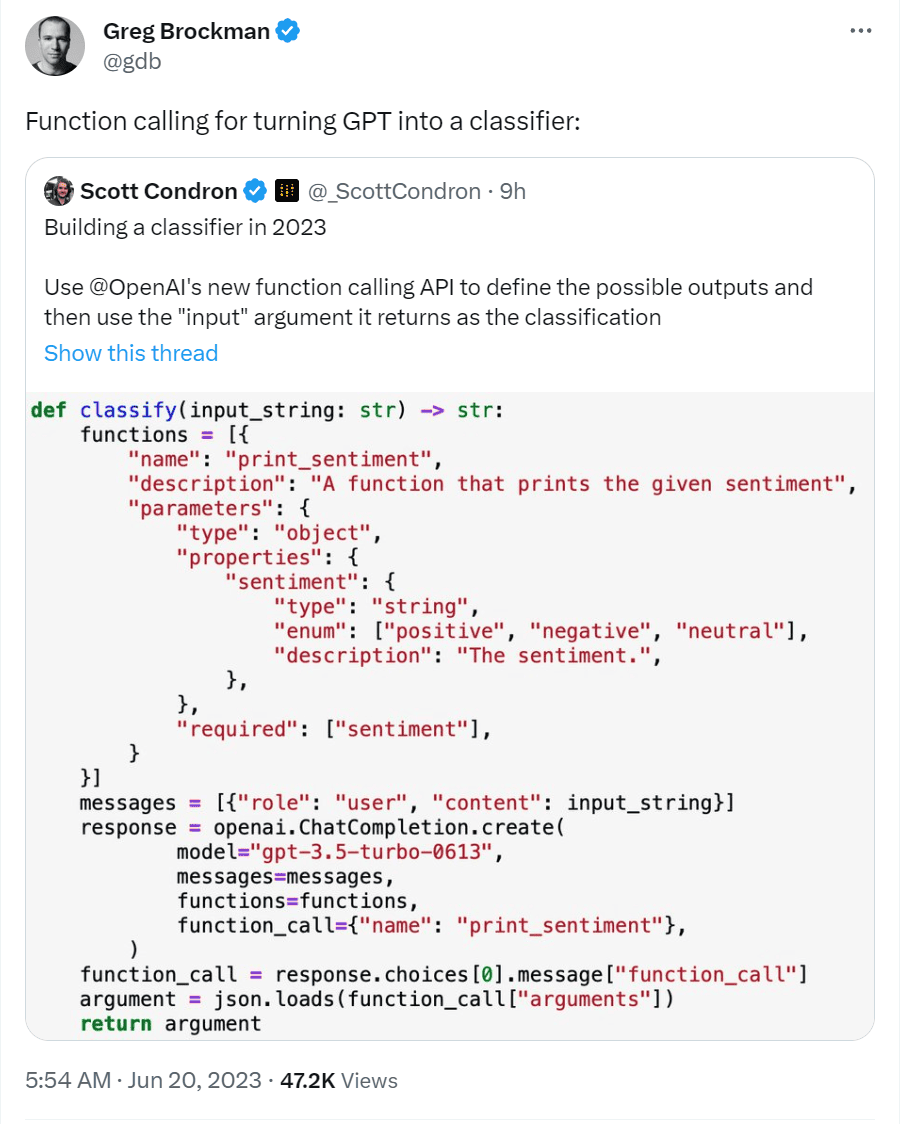 Greg Brockman
@gdb
Function calling for turning GPT into a classifier:
Scott Condron @_ScottCondron · 9h
Building a classifier in 2023
Use @OpenAI's new function calling API to define the possible outputs and
then use the "input" argument it returns as the classification
Show this thread
def classify(input_string: str) -> str:
    functions = [{
        "name": "print_sentiment",
        "description": "A function that prints the given sentiment",
        "parameters": {
            "type": "object",
            "properties": {
                "sentiment": {
                    "type": "string",
                    "enum": ["positive", "negative", "neutral"],
                    "description": "The sentiment.",
                },
            },
            "required": ["sentiment"],
        }
    }]
    messages = [{"role": "user", "content": input_string}]
    response = openai.ChatCompletion.create(
            model="gpt-3.5-turbo-0613",
            messages=messages,
            functions=functions,
            function_call={"name": "print_sentiment"},
        )
    function_call = response.choices[0].message["function_call"]
    argument = json.loads(function_call["arguments"])
    return argument
5:54 AM · Jun 20, 2023 · 47.2K Views